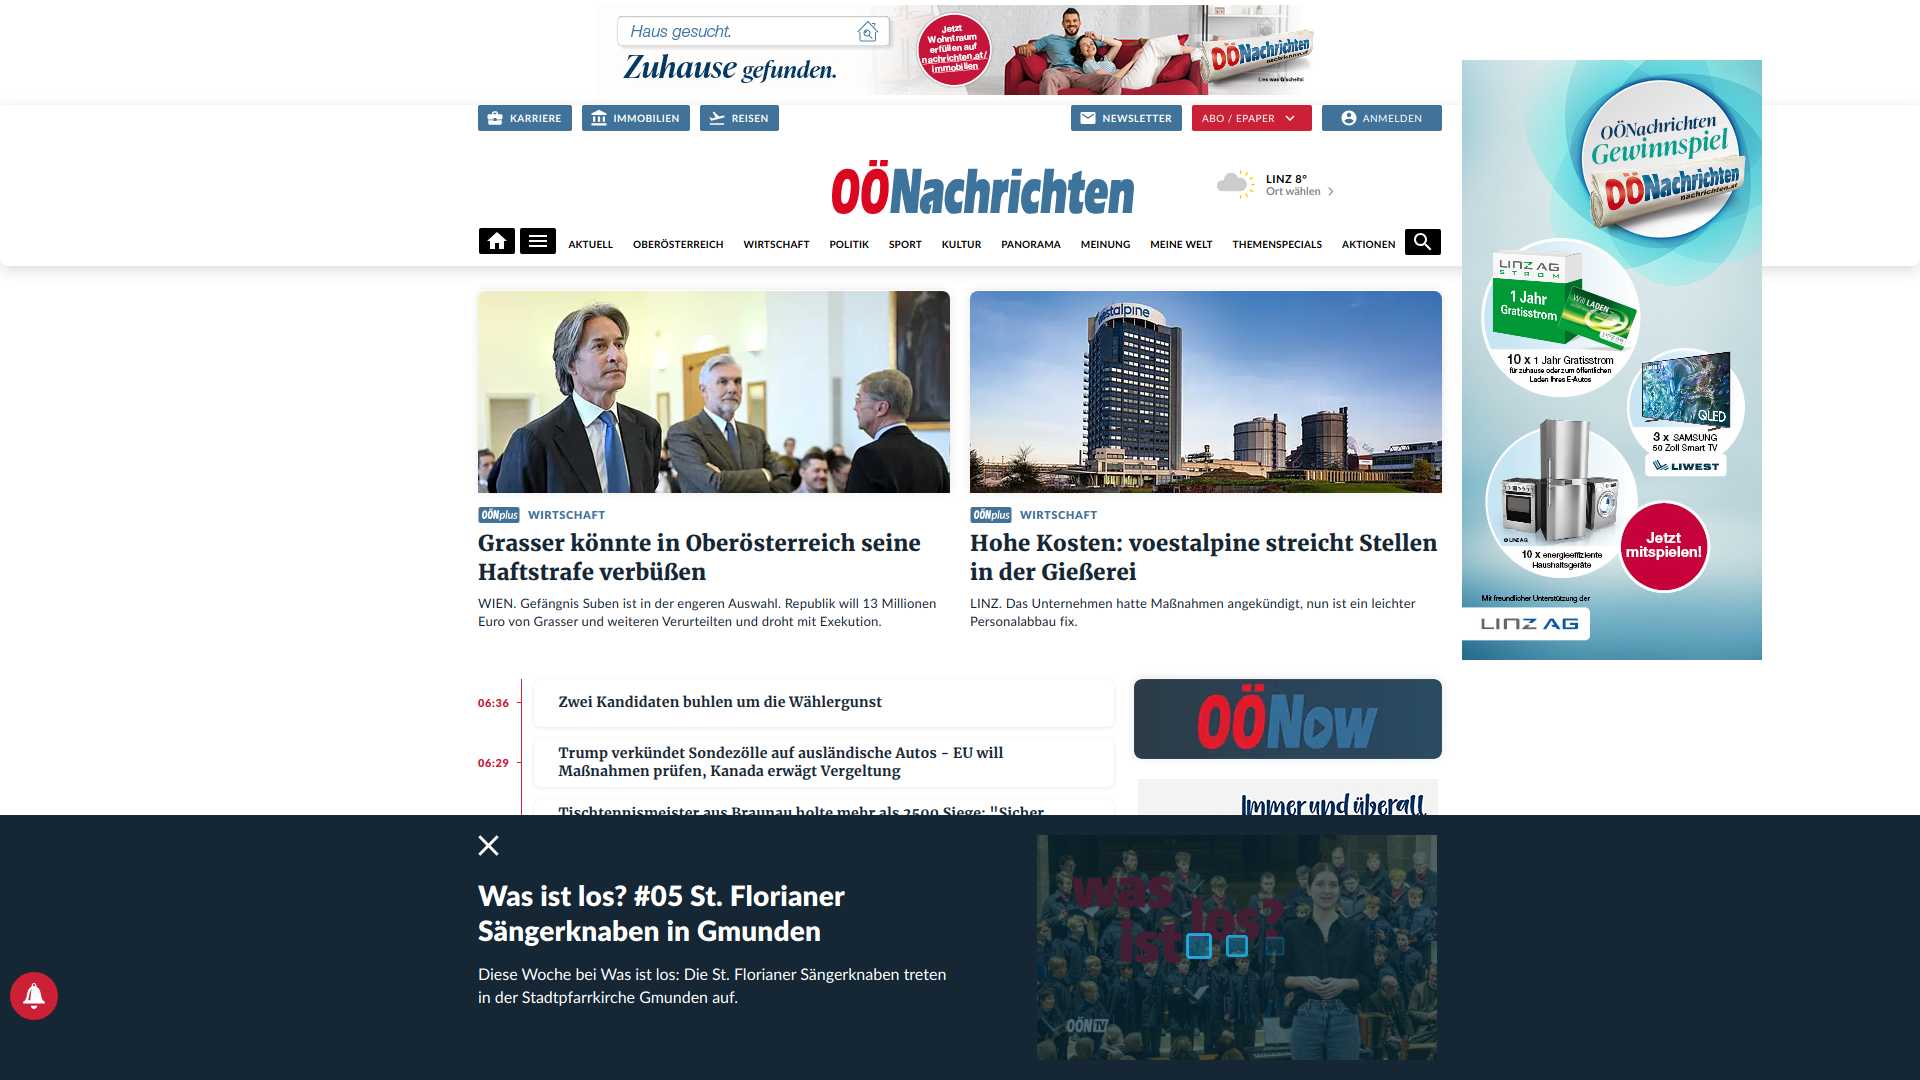 Haus gesucht.
Zuhause gefunden.
Jetzt
Wohntraum
erfüllen auf
nachrichten.at/
immobilien
OÖNachrichten
nachrichten.at
Lies was G'scheits!
KARRIERE
IMMOBILIEN
REISEN
NEWSLETTER
ABO / EPAPER
ANMELDEN
OÖNachrichten
LINZ 8°
Ort wählen
AKTUELL
OBERÖSTERREICH
WIRTSCHAFT
POLITIK
SPORT
KULTUR
PANORAMA
MEINUNG
MEINE WELT
THEMENSPECIALS
AKTIONEN
OÖNachrichten
Gewinnspiel
OÖNachrichten
nachrichten.at
LINZ AG
STROM
1 Jahr
Gratisstrom
Will LADEN
10 x 1 Jahr Gratisstrom
für zuhause oder zum öffentlichen
Laden Ihres E-Autos
QLED
3 x SAMSUNG
50 Zoll Smart TV
LIWEST
© LINZ AG
10 x energieeffiziente
Haushaltsgeräte
Jetzt
mitspielen!
Mit freundlicher Unterstützung der
LINZ AG
voestalpine
OÖNplus WIRTSCHAFT
Grasser könnte in Oberösterreich seine
Haftstrafe verbüßen
WIEN. Gefängnis Suben ist in der engeren Auswahl. Republik will 13 Millionen
Euro von Grasser und weiteren Verurteilten und droht mit Exekution.
OÖNplus WIRTSCHAFT
Hohe Kosten: voestalpine streicht Stellen
in der Gießerei
LINZ. Das Unternehmen hatte Maßnahmen angekündigt, nun ist ein leichter
Personalabbau fix.
06:36
Zwei Kandidaten buhlen um die Wählergunst
06:29
Trump verkündet Sondezölle auf ausländische Autos - EU will
Maßnahmen prüfen, Kanada erwägt Vergeltung
Tischtennismeister aus Braunau holte mehr als 2500 Siege: "Sicher
OÖNow
Immer und überall
Was ist los? #05 St. Florianer
Sängerknaben in Gmunden
Diese Woche bei Was ist los: Die St. Florianer Sängerknaben treten
in der Stadtpfarrkirche Gmunden auf.
was
ist los?
OÖN TV